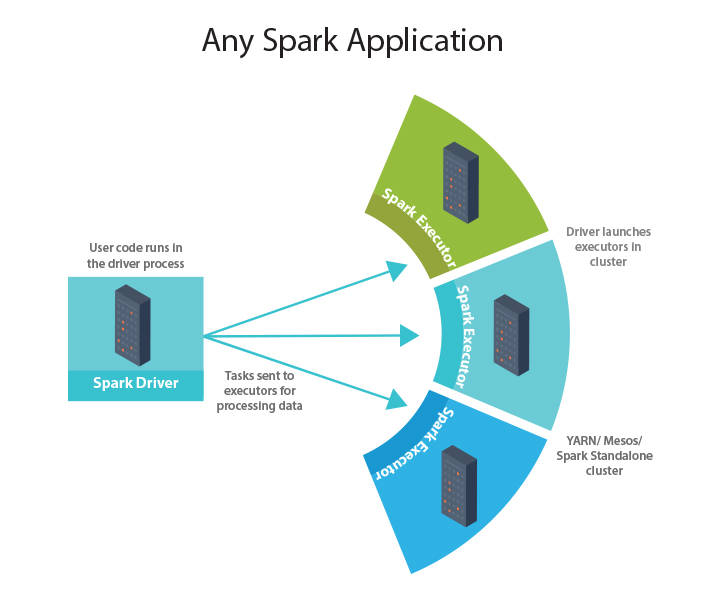 Any Spark Application
User code runs in
the driver process
Spark Driver
Tasks sent to
executors for
processing data
Spark Executor
Spark Executor
Spark Executor
Driver launches
executors in
cluster
YARN/ Mesos/
Spark Standalone
cluster